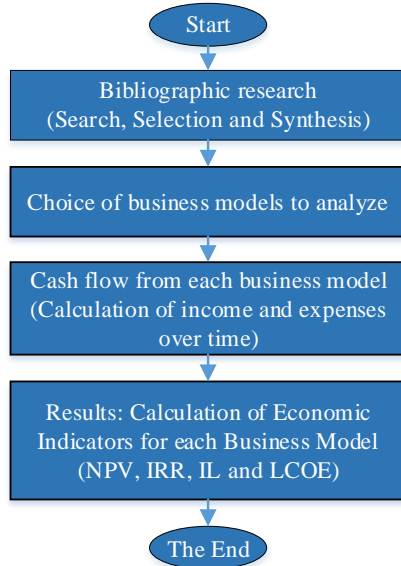 Start
Bibliographic research
(Search, Selection and Synthesis)
Choice of business models to analyze
Cash flow from each business model
(Calculation of income and expenses
over time)
Results: Calculation of Economic
Indicators for each Business Model
(NPV, IRR, IL and LCOE)
The End